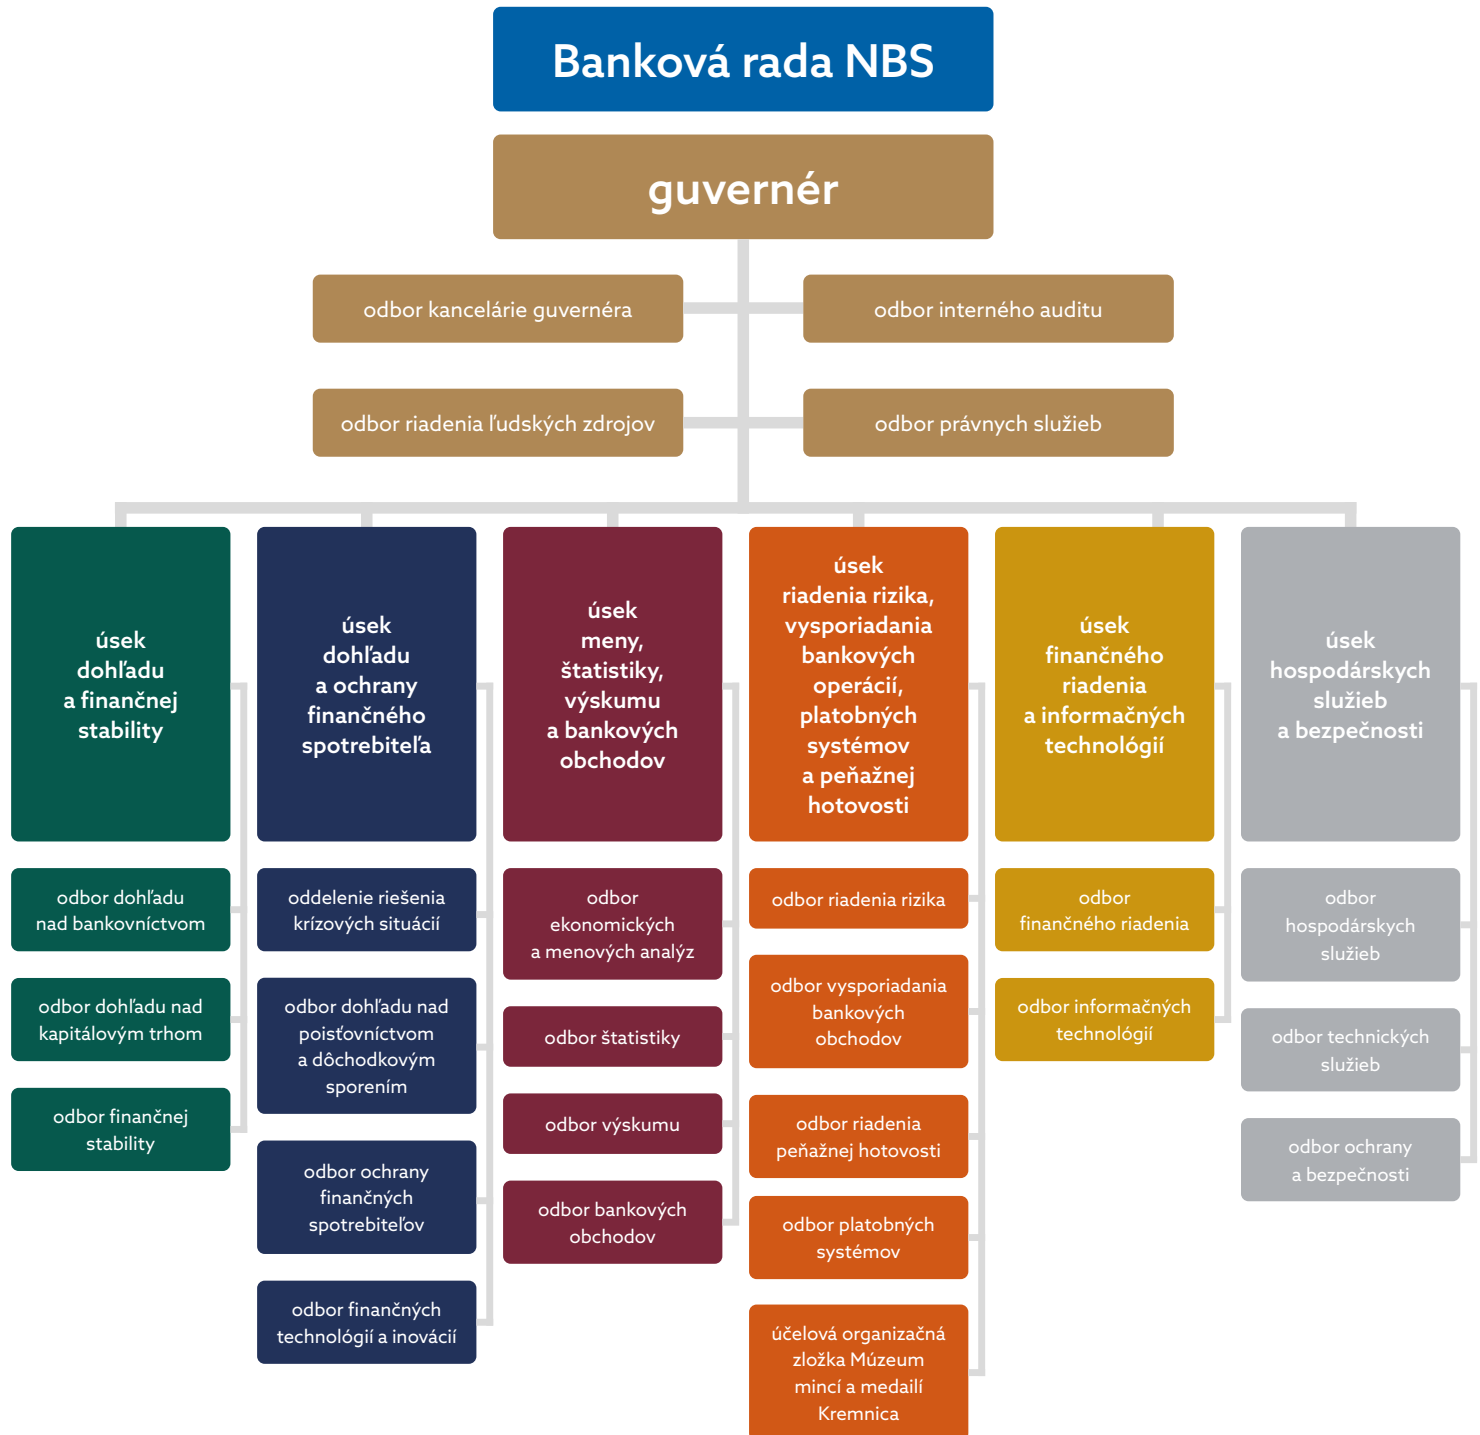 Banková rada NBS
guvernér
odbor kancelárie guvernéra
odbor interného auditu
odbor riadenia ľudských zdrojov
odbor právnych služieb
úsek
dohľadu
a finančnej
stability
odbor dohľadu
nad bankovníctvom
odbor dohľadu nad
kapitálovým trhom
odbor finančnej
stability
úsek
dohľadu
a ochrany
finančného
spotrebiteľa
oddelenie riešenia
krízových situácií
odbor dohľadu nad
poisťovníctvom
a dôchodkovým
sporením
odbor ochrany
finančných
spotrebiteľov
odbor finančných
technológií a inovácií
úsek
meny,
štatistiky,
výskumu
a bankových
obchodov
odbor
ekonomických
a menových analýz
odbor štatistiky
odbor výskumu
odbor bankových
obchodov
úsek
riadenia rizika,
vysporiadania
bankových
operácií,
platobných
systémov
a peňažnej
hotovosti
odbor riadenia rizika
odbor vysporiadania
bankových
obchodov
odbor riadenia
peňažnej hotovosti
odbor platobných
systémov
účelová organizačná
zložka Múzeum
mincí a medailí
Kremnica
úsek
finančného
riadenia
a informačných
technológií
odbor
finančného riadenia
odbor informačných
technológií
úsek
hospodárskych
služieb
a bezpečnosti
odbor
hospodárskych
služieb
odbor technických
služieb
odbor ochrany
a bezpečnosti